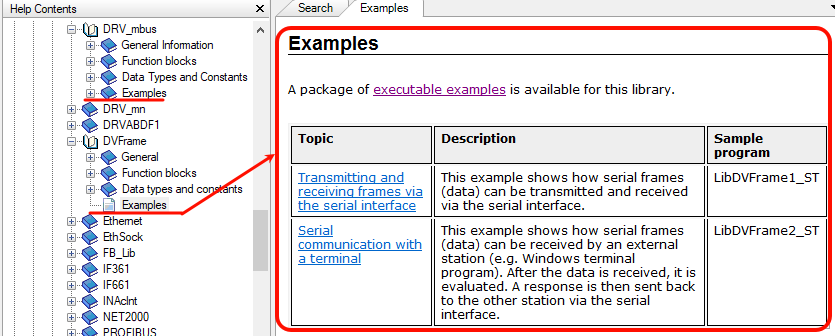 Help Contents
DRV_mbus
General Information
Function blocks
Data Types and Constants
Examples
DRV_mn
DRVABDF1
DVFrame
General
Function blocks
Data types and constants
Examples
Ethernet
EthSock
FB_Lib
IF361
IF661
INAcInt
NET2000
PROFIBUS
Search
Examples
Examples
A package of executable examples is available for this library.
Topic
Description
Sample
program
Transmitting and
receiving frames via
the serial interface
This example shows how serial frames
(data) can be transmitted and received
via the serial interface.
LibDVFrame1_ST
Serial
communication with
a terminal
This example shows how serial frames
(data) can be received by an external
station (e.g. Windows terminal
program). After the data is received, it is
evaluated. A response is then sent back
to the other station via the serial
interface.
LibDVFrame2_ST